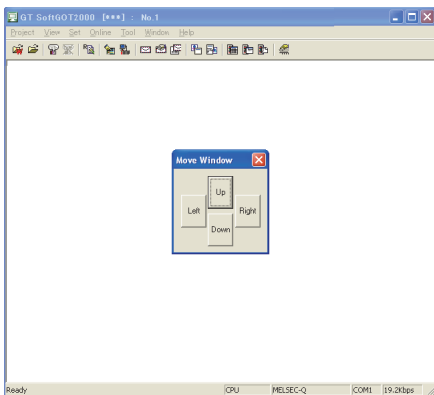 GT SoftGOT2000 [***] : No.1
Project View Set Online Tool Window Help
Move Window
Up
Left Right
Down
Ready CPU MELSEC-Q COM1 19.2Kbps